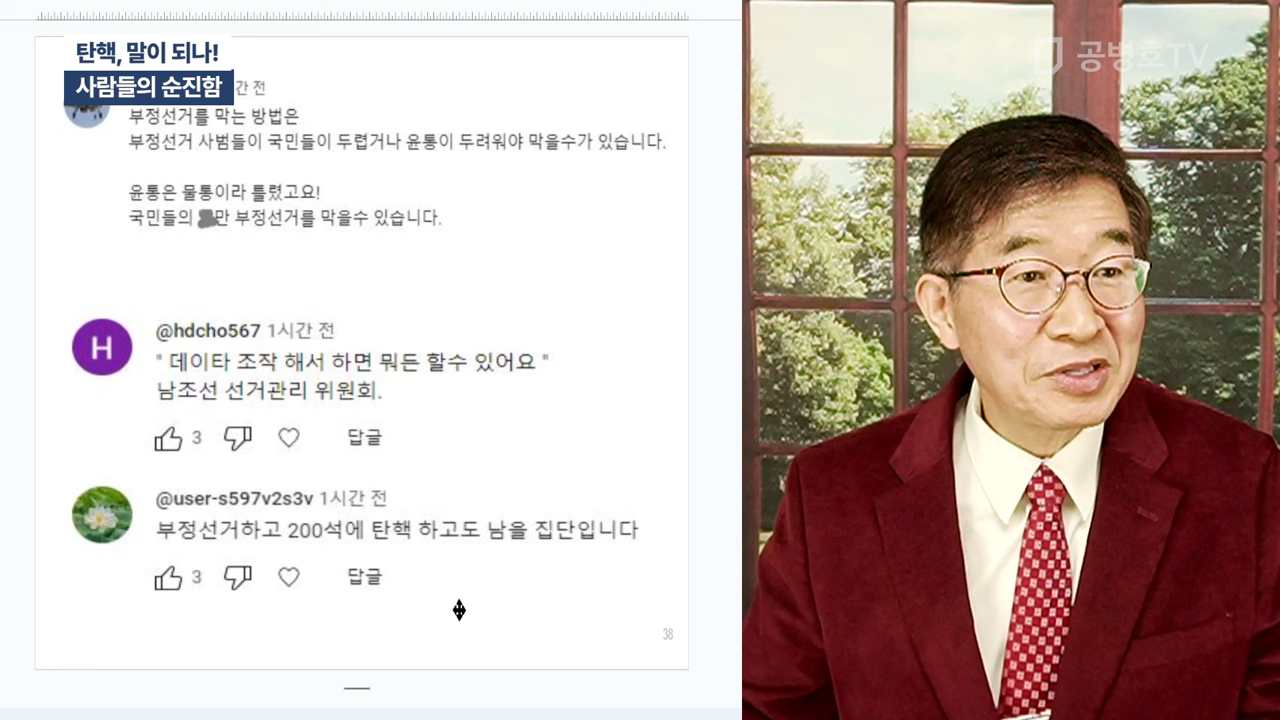 탄핵, 말이 되나!
사람들의 순진함
간 전
부정선거를 막는 방법은
부정선거 사범들이 국민들이 두렵거나 윤통이 두려워야 막을수가 있습니다.
윤통은 물통이라 틀렸고요!
국민들의 만 부정선거를 막을수 있습니다.
@hdcho567 1시간 전
" 데이타 조작 해서 하면 뭐든 할수 있어요 "
남조선 선거관리 위원회.
3 답글
@user-s597v2s3v 1시간 전
부정선거하고 200석에 탄핵 하고도 남을 집단입니다
3 답글
38
H
공병호TV